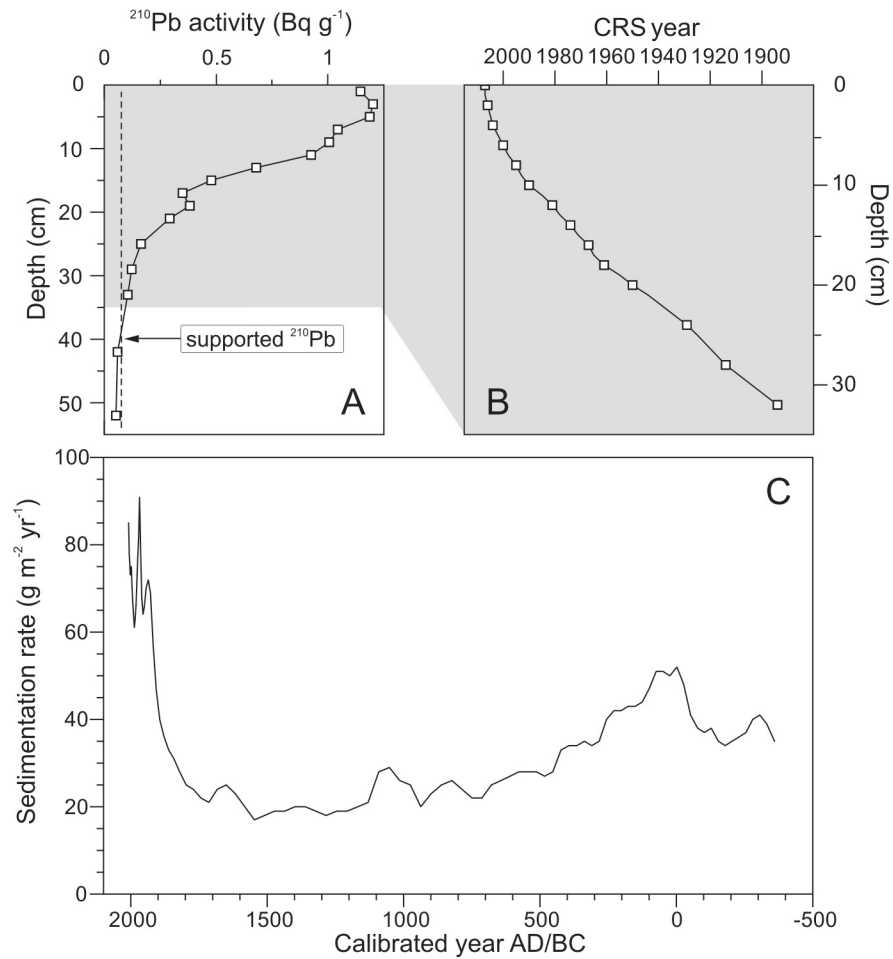 ²¹⁰Pb activity (Bq g⁻¹)
0 0.5 1
CRS year
2000 1980 1960 1940 1920 1900
0
10
20
30
40
50
Depth (cm)
supported ²¹⁰Pb
A
B
0
10
20
30
Depth (cm)
C
100
80
60
40
20
0
Sedimentation rate (g m⁻² yr⁻¹)
2000 1500 1000 500 0 -500
Calibrated year AD/BC